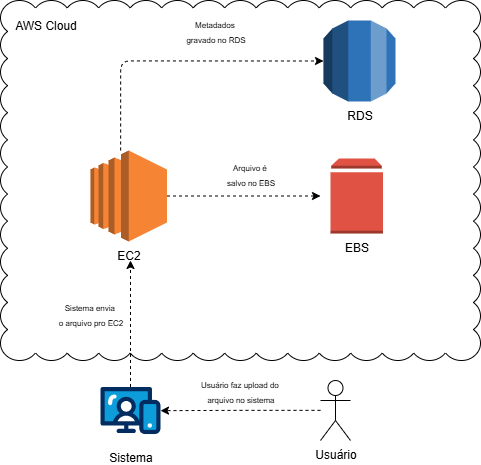 AWS Cloud
Metadados
gravado no RDS
RDS
Arquivo é
salvo no EBS
EC2
EBS
Sistema envia
o arquivo pro EC2
Usuário faz upload do
arquivo no sistema
Sistema
Usuário